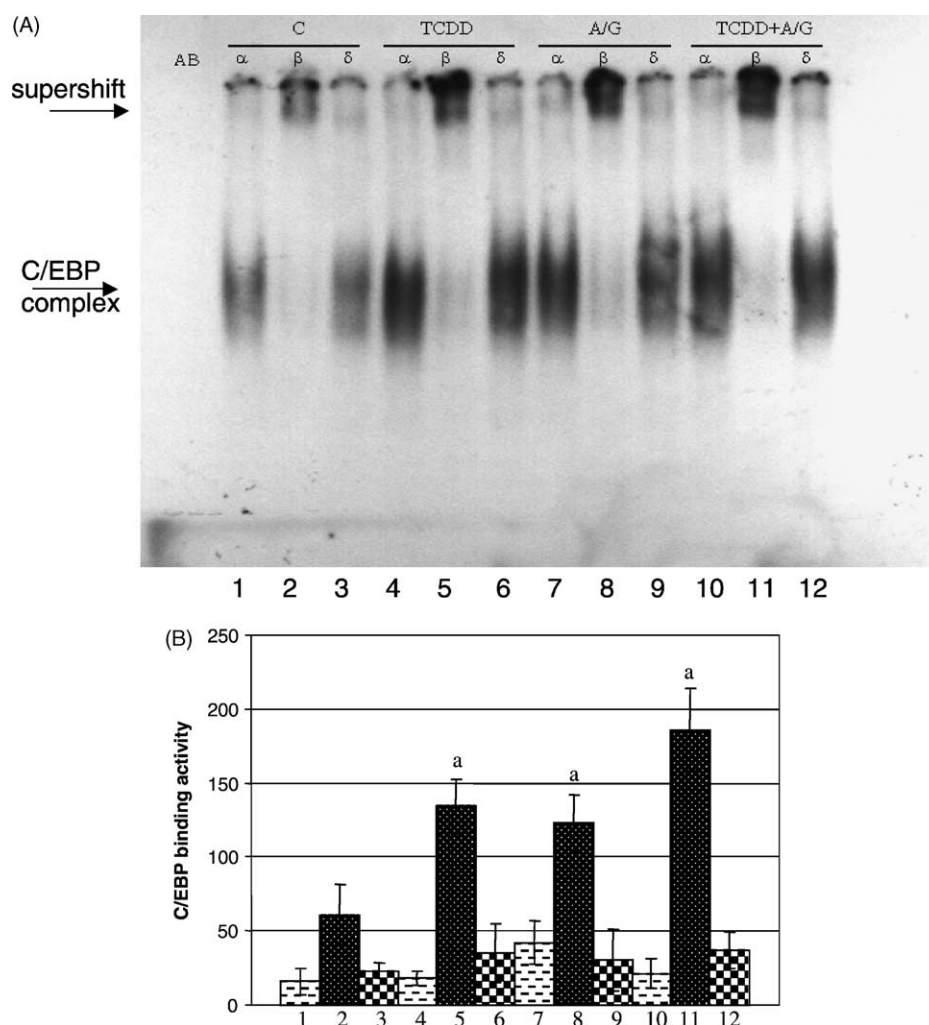 (A)
C TCDD A/G TCDD+A/G
AB α β δ α β δ α β δ α β δ
supershift
C/EBP
complex
1 2 3 4 5 6 7 8 9 10 11 12
(B)
250
200
150
100
50
0
C/EBP binding activity
a a a
1 2 3 4 5 6 7 8 9 10 11 12